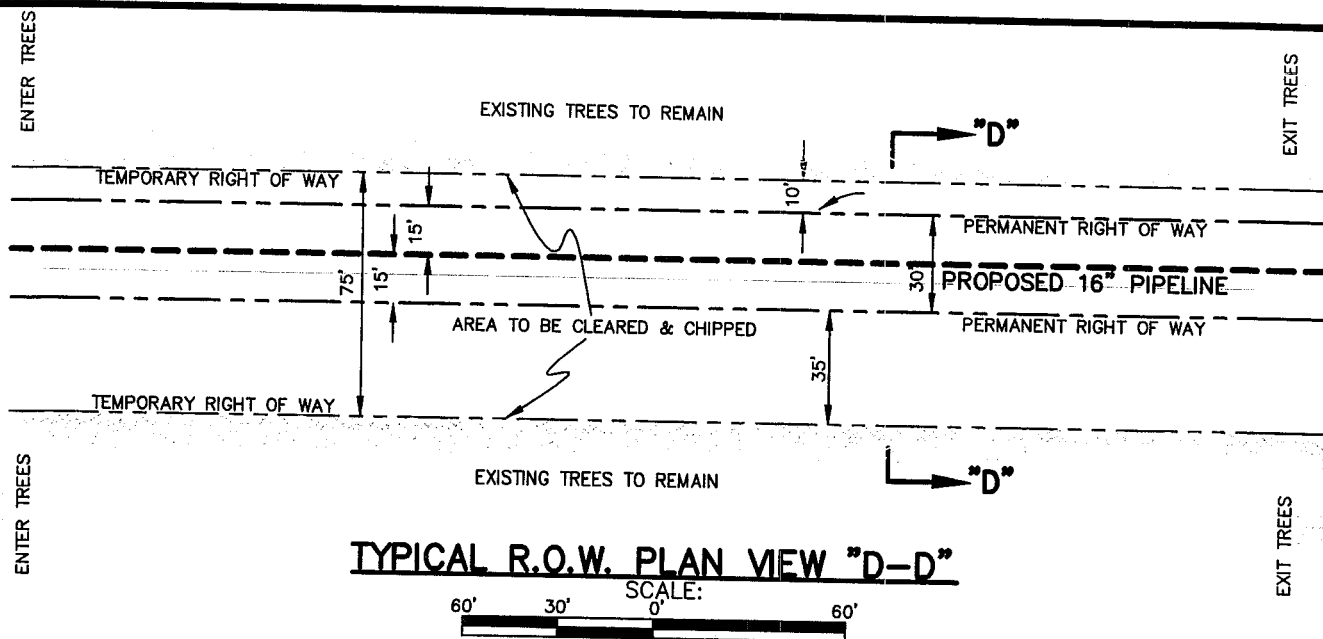 ENTER TREES
EXIT TREES
EXISTING TREES TO REMAIN
"D"
TEMPORARY RIGHT OF WAY
10'
15'
PERMANENT RIGHT OF WAY
75'
15'
30'
PROPOSED 16" PIPELINE
AREA TO BE CLEARED & CHIPPED
PERMANENT RIGHT OF WAY
35'
TEMPORARY RIGHT OF WAY
ENTER TREES
EXISTING TREES TO REMAIN
"D"
EXIT TREES
TYPICAL R.O.W. PLAN VIEW "D-D"
SCALE:
60' 30' 0' 60'